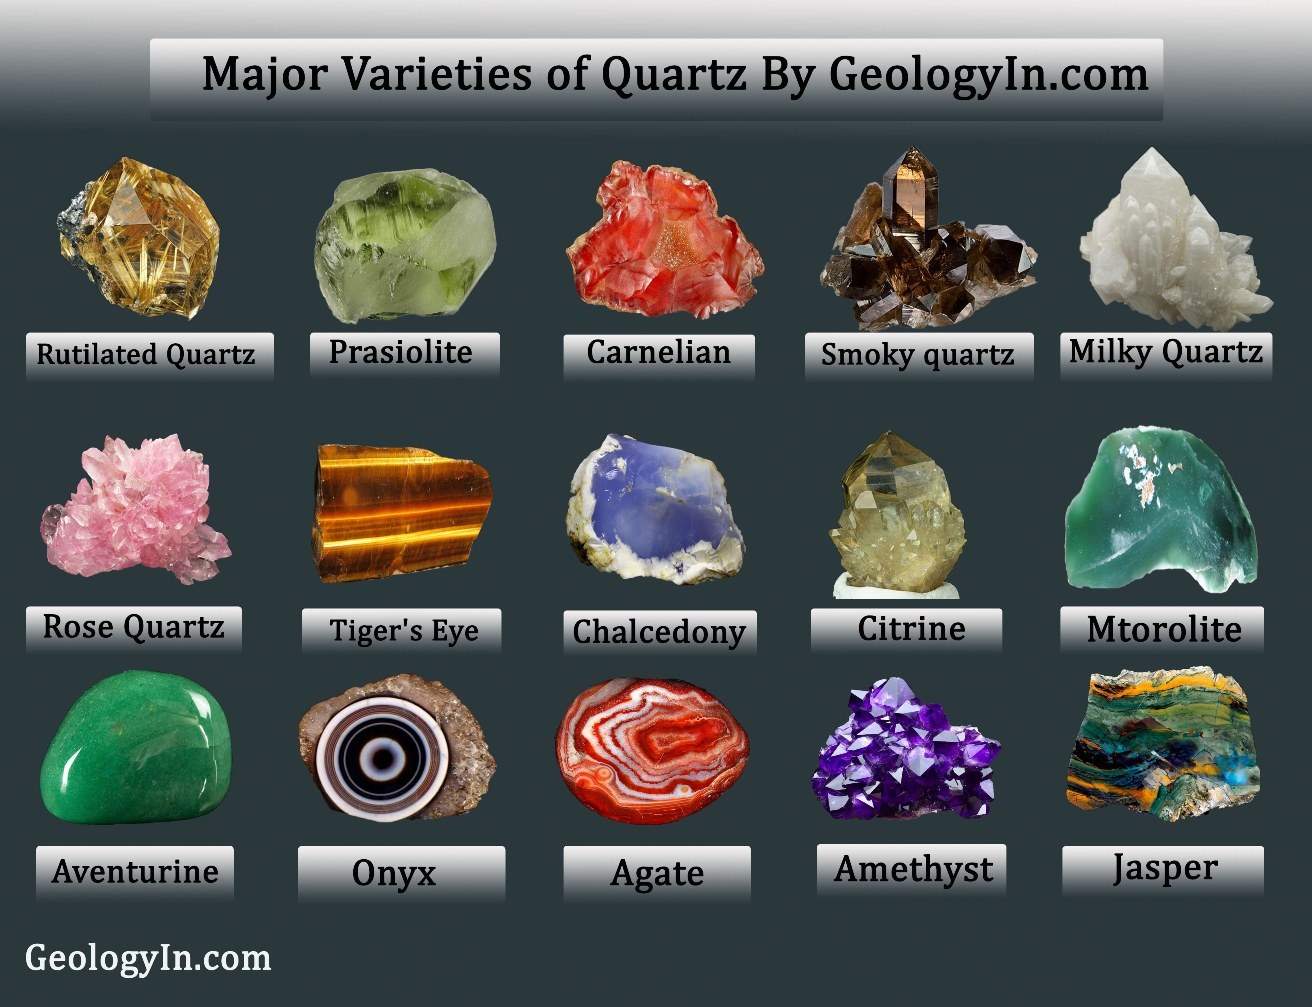 Major Varieties of Quartz By GeologyIn.com
Rutilated Quartz
Prasiolite
Carnelian
Smoky quartz
Milky Quartz
Rose Quartz
Tiger's Eye
Chalcedony
Citrine
Mtorolite
Aventurine
Onyx
Agate
Amethyst
Jasper
GeologyIn.com